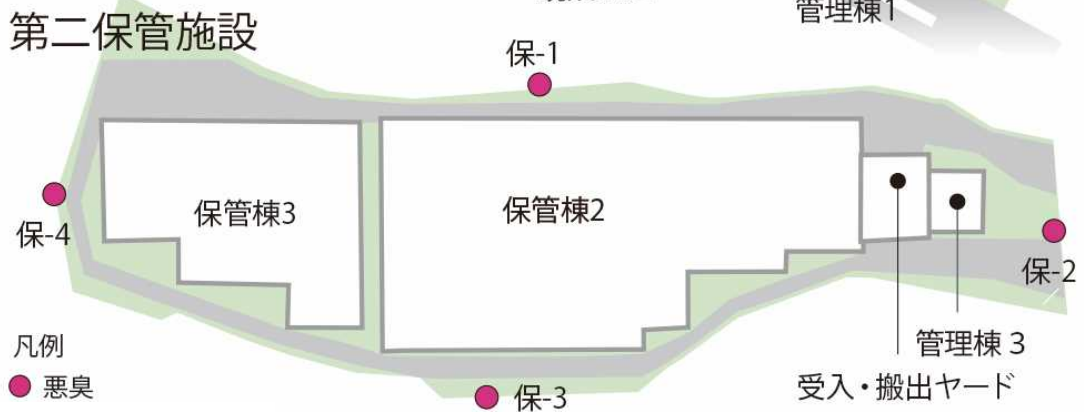 管理棟1
第二保管施設
保-1
保管棟3
保管棟2
保-4
保-2
凡例
管理棟 3
悪臭
保-3
受入・搬出ヤード